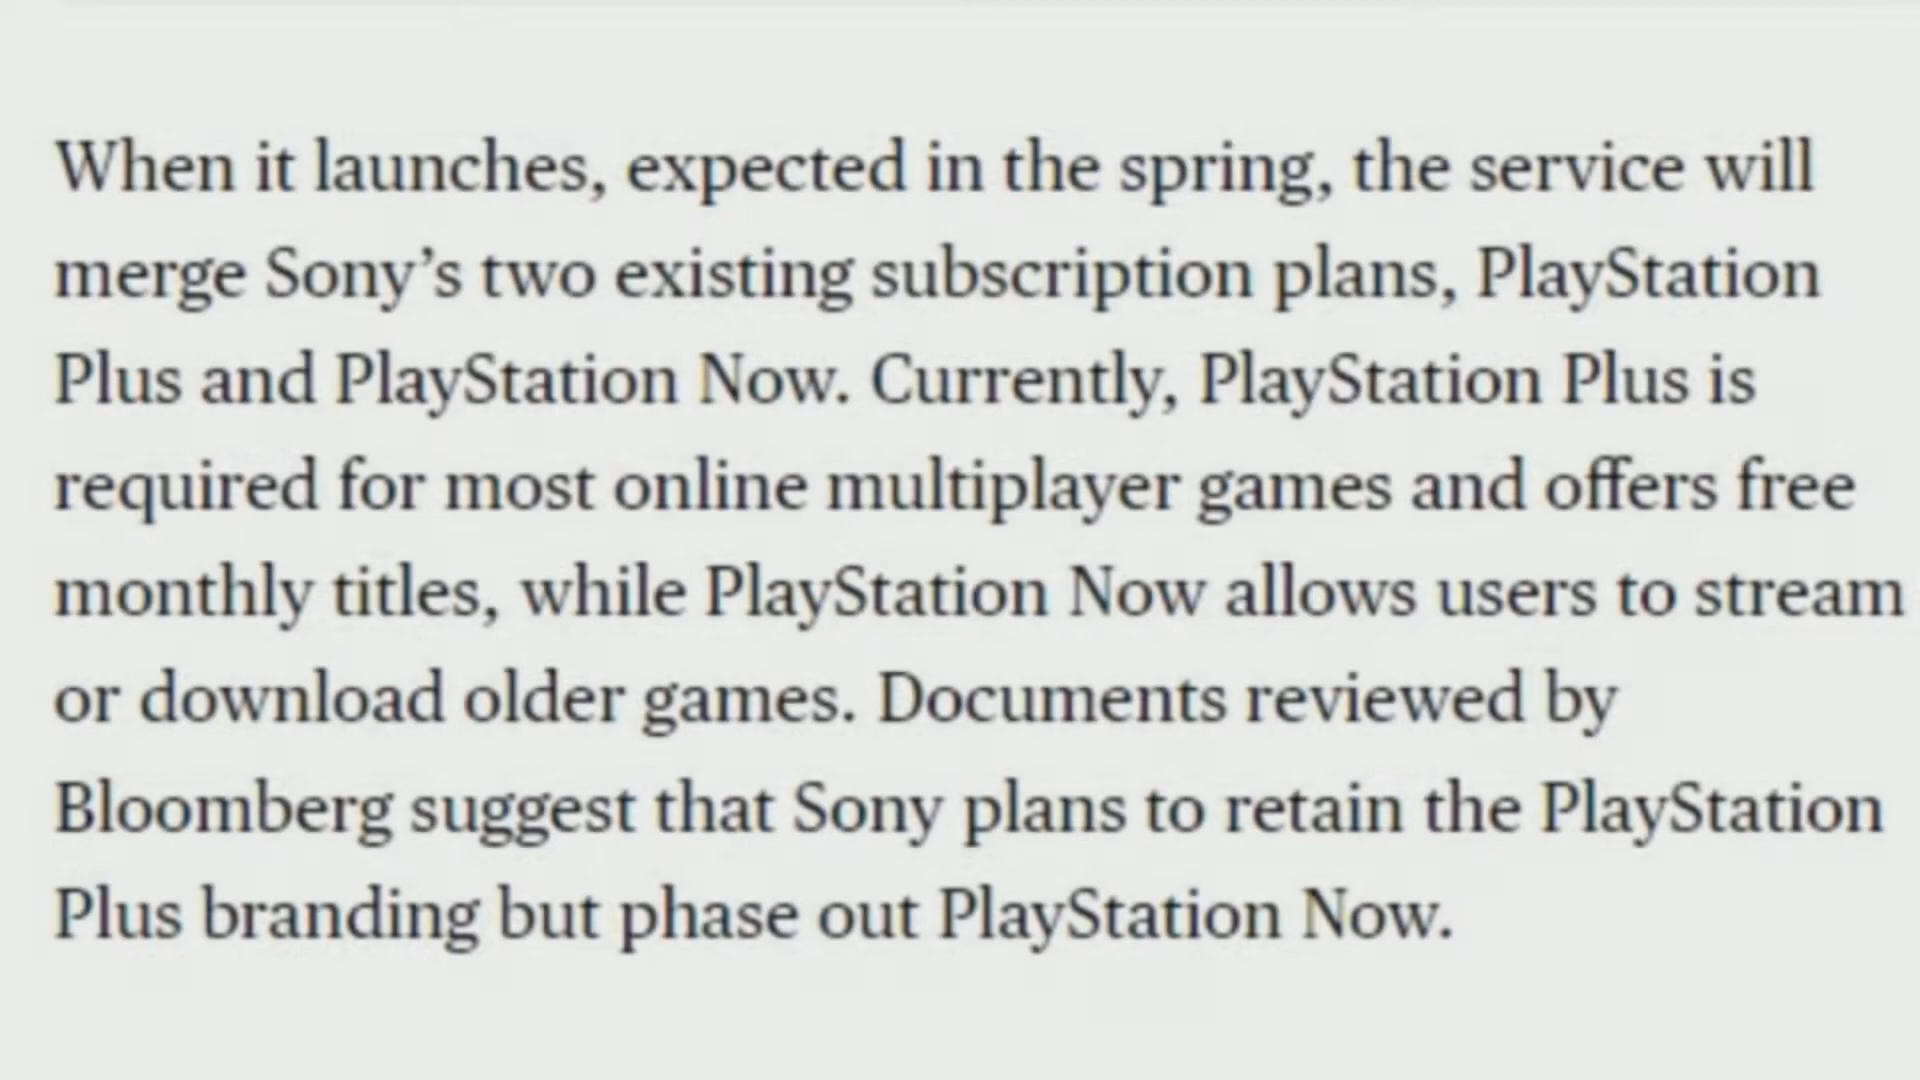 When it launches, expected in the spring, the service will
merge Sony’s two existing subscription plans, PlayStation
Plus and PlayStation Now. Currently, PlayStation Plus is
required for most online multiplayer games and offers free
monthly titles, while PlayStation Now allows users to stream
or download older games. Documents reviewed by
Bloomberg suggest that Sony plans to retain the PlayStation
Plus branding but phase out PlayStation Now.